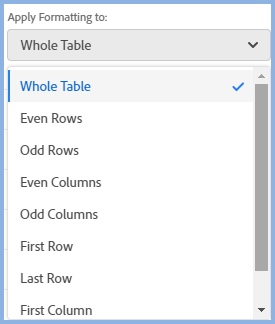 Apply Formatting to:
Whole Table
Whole Table
Even Rows
Odd Rows
Even Columns
Odd Columns
First Row
Last Row
First Column